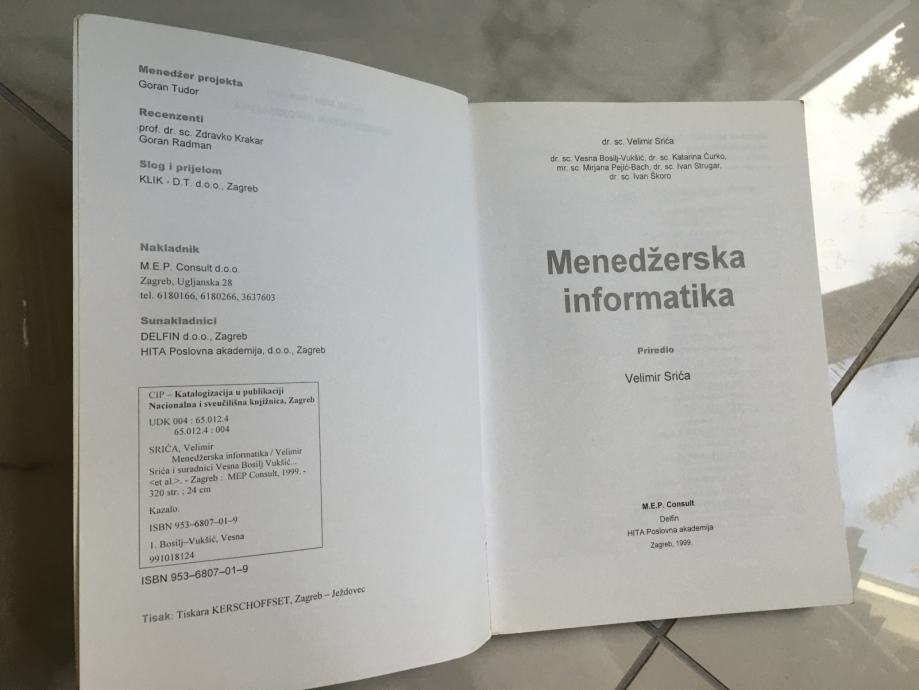 Menedžer projekta
Goran Tudor
Recenzenti
prof. dr. sc. Zdravko Krakar
Goran Radman
Slog i prijelom
KLIK - D.T. d.o.o., Zagreb
Nakladnik
M.E.P. Consult d.o.o.
Zagreb, Ugljanska 28
tel. 6180166, 6180266, 3637603
Sunakladnici
DELFIN d.o.o., Zagreb
HITA Poslovna akademija, d.o.o., Zagreb
CIP – Katalogizacija u publikaciji
Nacionalna i sveučilišna knjižnica, Zagreb
UDK 004 : 65.012.4
65.012.4 : 004
SRIĆA, Velimir
Menedžerska informatika / Velimir
Srića i suradnici Vesna Bosilj Vukšić...
<et al.>. - Zagreb : MEP Consult, 1999. -
320 str. ; 24 cm
Kazalo.
ISBN 953–6807–01–9
1. Bosilj–Vukšić, Vesna
991018124
ISBN 953–6807–01–9
Tisak: Tiskara KERSCHOFFSET, Zagreb – Ježdovec
dr. sc. Velimir Srića
dr. sc. Vesna Bosilj-Vukšić, dr. sc. Katarina Ćurko,
mr. sc. Mirjana Pejić-Bach, dr. sc. Ivan Strugar,
dr. sc. Ivan Škoro
Menedžerska
informatika
Priredio
Velimir Srića
M.E.P. Consult
Delfin
HITA Poslovna akademija
Zagreb, 1999.